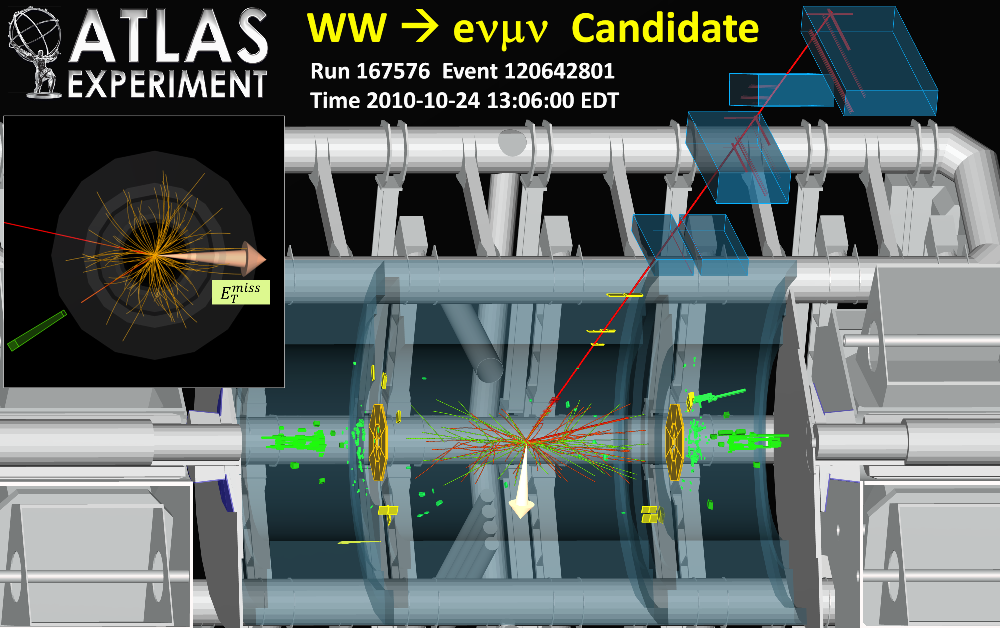 ATLAS
EXPERIMENT
WW → eνμν Candidate
Run 167576 Event 120642801
Time 2010-10-24 13:06:00 EDT
E_T^miss